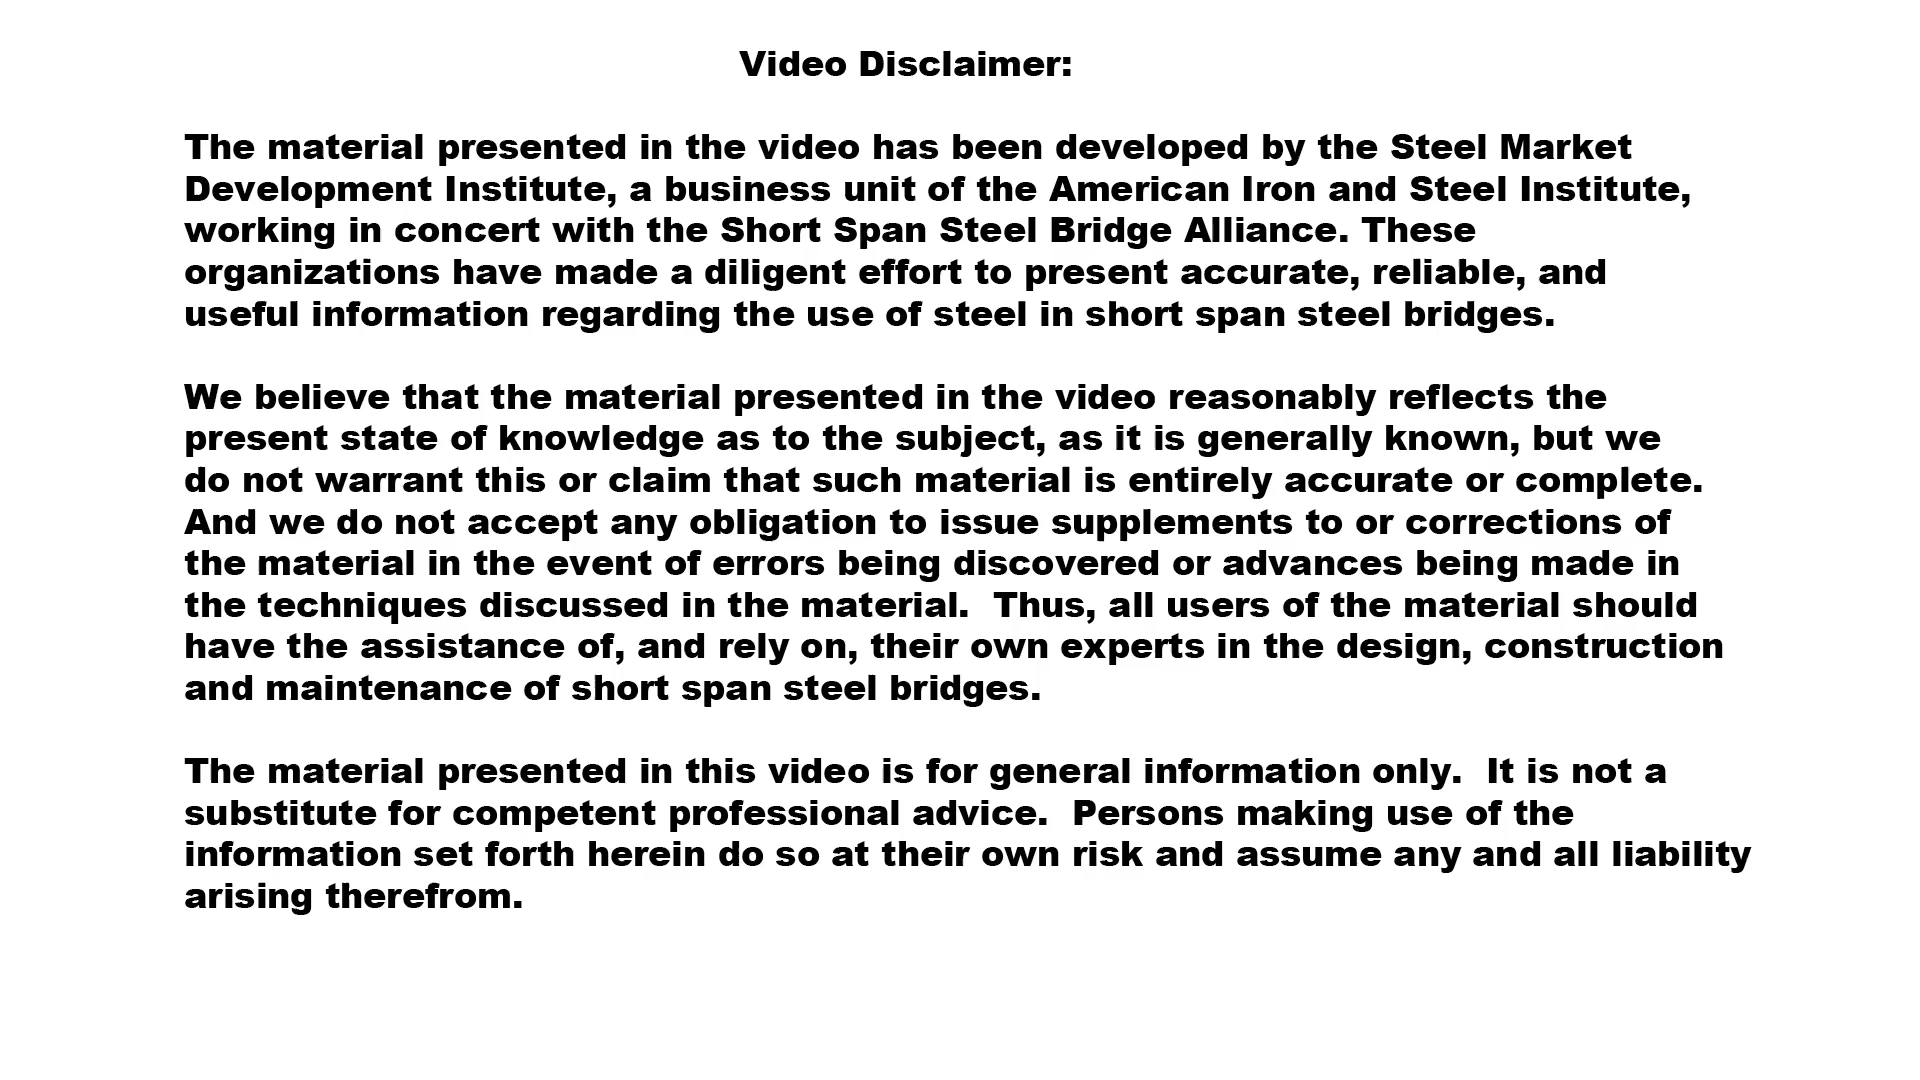 Video Disclaimer:
The material presented in the video has been developed by the Steel Market
Development Institute, a business unit of the American Iron and Steel Institute,
working in concert with the Short Span Steel Bridge Alliance. These
organizations have made a diligent effort to present accurate, reliable, and
useful information regarding the use of steel in short span steel bridges.
We believe that the material presented in the video reasonably reflects the
present state of knowledge as to the subject, as it is generally known, but we
do not warrant this or claim that such material is entirely accurate or complete.
And we do not accept any obligation to issue supplements to or corrections of
the material in the event of errors being discovered or advances being made in
the techniques discussed in the material.  Thus, all users of the material should
have the assistance of, and rely on, their own experts in the design, construction
and maintenance of short span steel bridges.
The material presented in this video is for general information only.  It is not a
substitute for competent professional advice.  Persons making use of the
information set forth herein do so at their own risk and assume any and all liability
arising therefrom.